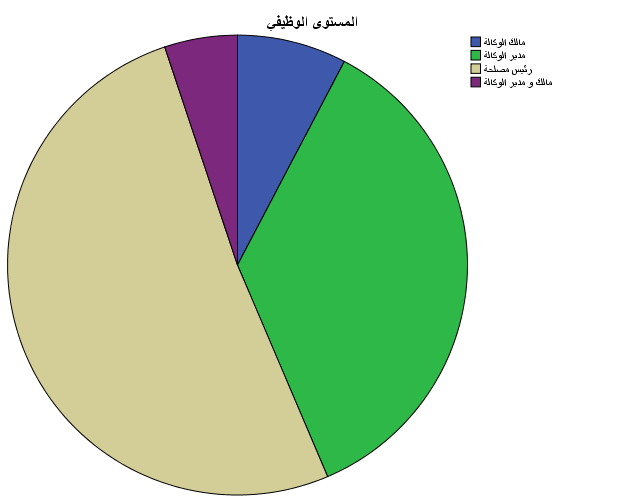 المستوى الوظيفي
مالك الوكالة
مدير الوكالة
رئيس مصلحة
مالك و مدير الوكالة